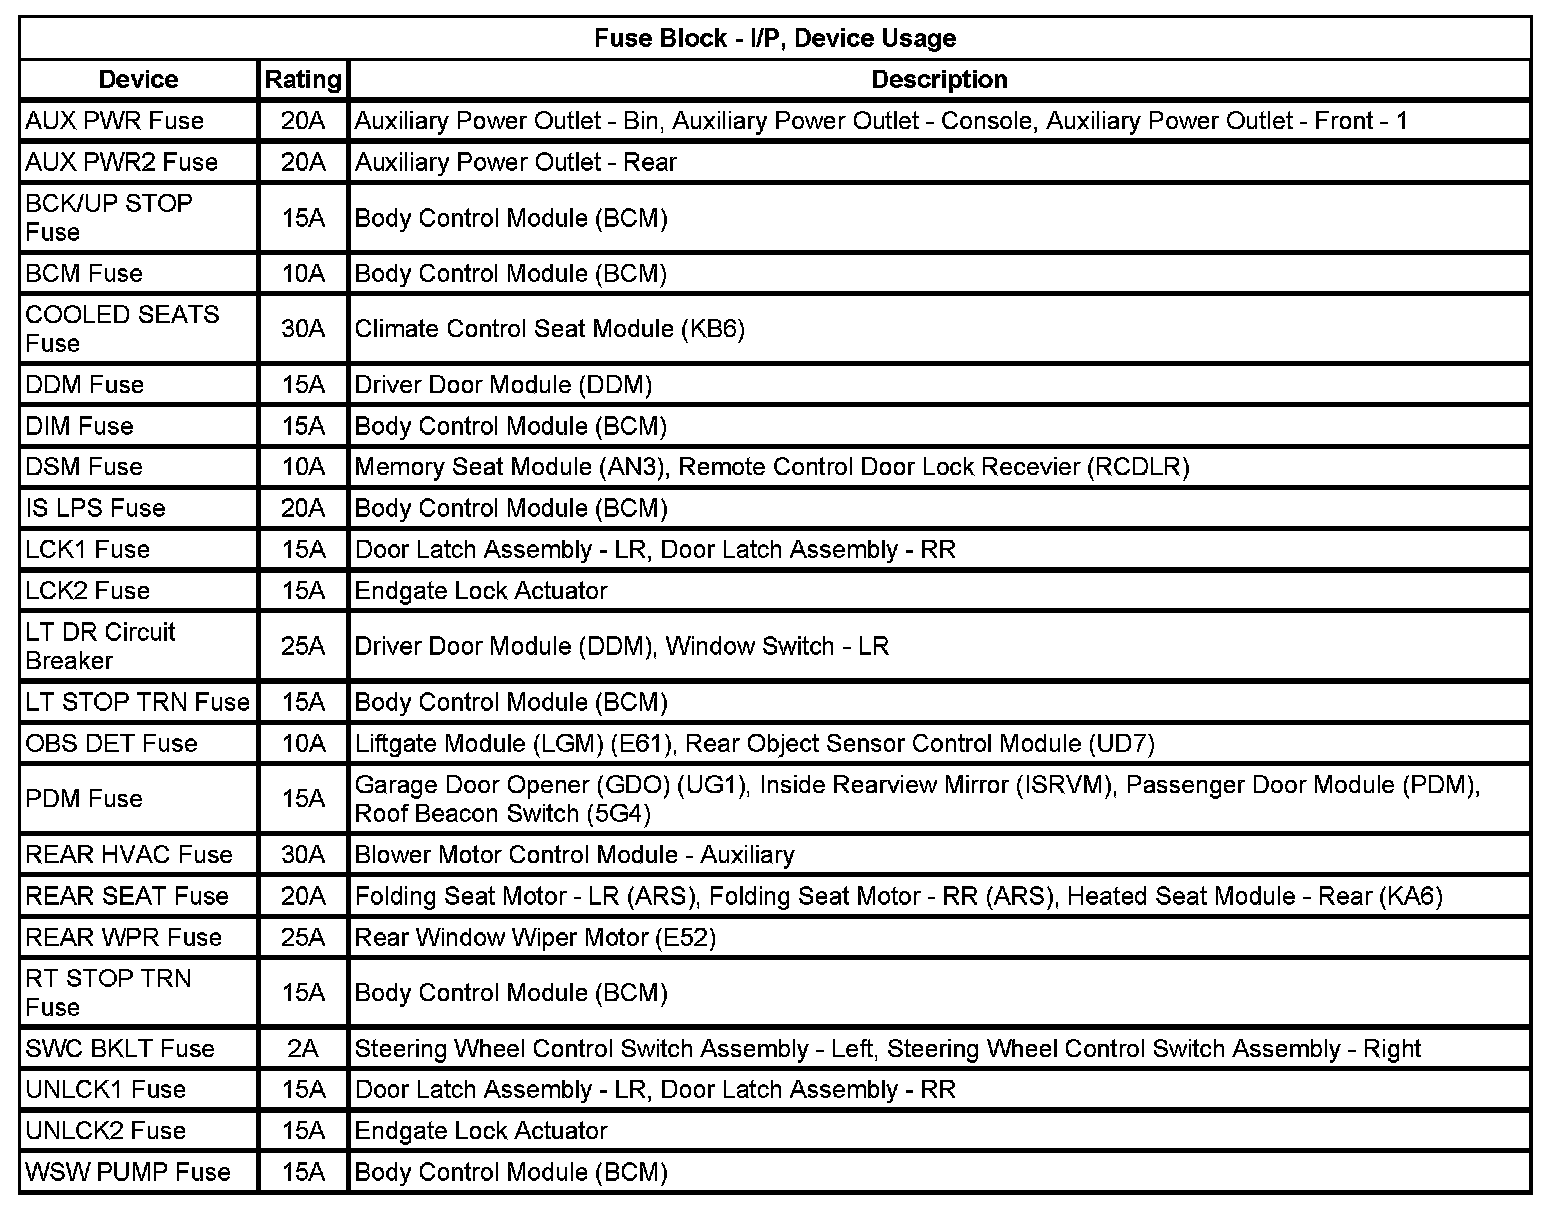 Fuse Block - I/P, Device Usage
Device Rating Description
AUX PWR Fuse 20A Auxiliary Power Outlet - Bin, Auxiliary Power Outlet - Console, Auxiliary Power Outlet - Front - 1
AUX PWR2 Fuse 20A Auxiliary Power Outlet - Rear
BCK/UP STOP
Fuse
15A Body Control Module (BCM)
BCM Fuse 10A Body Control Module (BCM)
COOLED SEATS
Fuse
30A Climate Control Seat Module (KB6)
DDM Fuse 15A Driver Door Module (DDM)
DIM Fuse 15A Body Control Module (BCM)
DSM Fuse 10A Memory Seat Module (AN3), Remote Control Door Lock Recevier (RCDLR)
IS LPS Fuse 20A Body Control Module (BCM)
LCK1 Fuse 15A Door Latch Assembly - LR, Door Latch Assembly - RR
LCK2 Fuse 15A Endgate Lock Actuator
LT DR Circuit
Breaker
25A Driver Door Module (DDM), Window Switch - LR
LT STOP TRN Fuse 15A Body Control Module (BCM)
OBS DET Fuse 10A Liftgate Module (LGM) (E61), Rear Object Sensor Control Module (UD7)
PDM Fuse 15A Garage Door Opener (GDO) (UG1), Inside Rearview Mirror (ISRVM), Passenger Door Module (PDM),
Roof Beacon Switch (5G4)
REAR HVAC Fuse 30A Blower Motor Control Module - Auxiliary
REAR SEAT Fuse 20A Folding Seat Motor - LR (ARS), Folding Seat Motor - RR (ARS), Heated Seat Module - Rear (KA6)
REAR WPR Fuse 25A Rear Window Wiper Motor (E52)
RT STOP TRN
Fuse
15A Body Control Module (BCM)
SWC BKLT Fuse 2A Steering Wheel Control Switch Assembly - Left, Steering Wheel Control Switch Assembly - Right
UNLCK1 Fuse 15A Door Latch Assembly - LR, Door Latch Assembly - RR
UNLCK2 Fuse 15A Endgate Lock Actuator
WSW PUMP Fuse 15A Body Control Module (BCM)